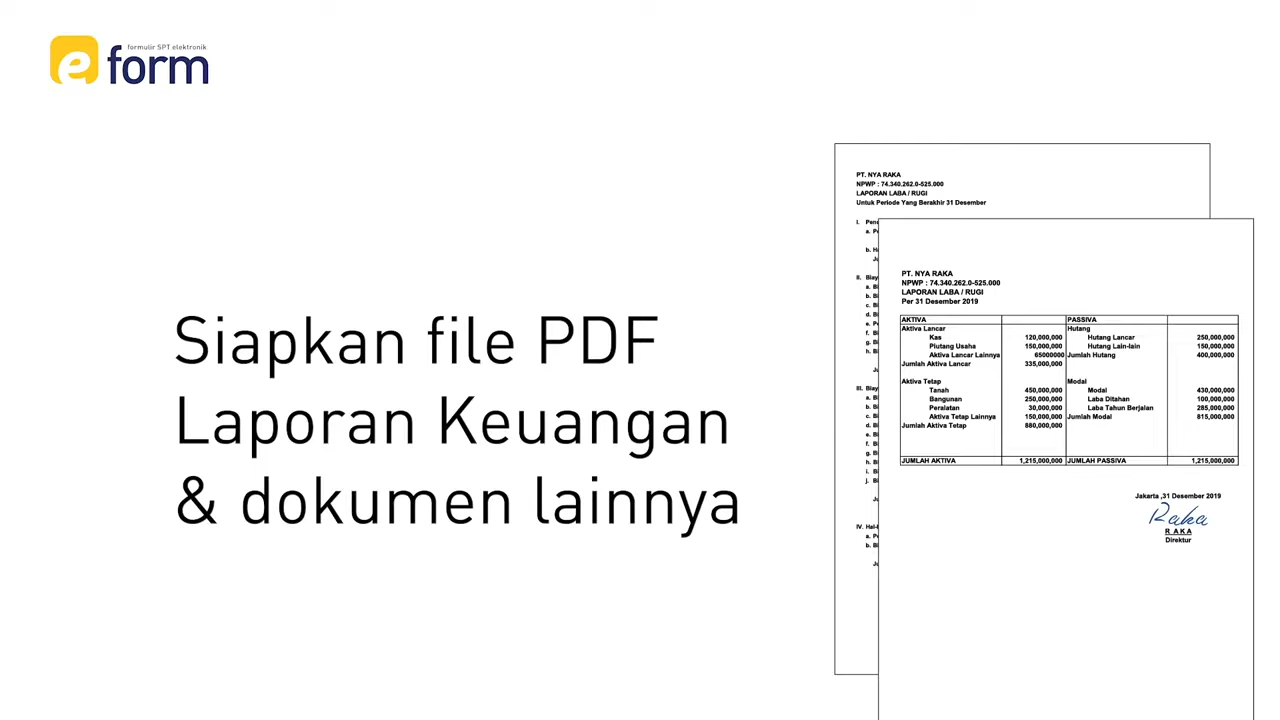 formulir SPT elektronik
e form
Siapkan file PDF
Laporan Keuangan
& dokumen lainnya
PT. NYA RAKA
NPWP : 74.340.262.0-525.000
LAPORAN LABA / RUGI
Untuk Periode Yang Berakhir 31 Desember
I.
a.
b.
II.
a.
b.
c.
d.
e.
f.
g.
h.
III.
a.
b.
c.
d.
e.
f.
g.
h.
i.
j.
IV.
a.
b.
PT. NYA RAKA
NPWP : 74.340.262.0-525.000
LAPORAN LABA / RUGI
Per 31 Desember 2019
AKTIVA PASSIVA
Aktiva Lancar Hutang
Kas 120,000,000 Hutang Lancar 250,000,000
Piutang Usaha 150,000,000 Hutang Lain-lain 150,000,000
Aktiva Lancar Lainnya 65000000 Jumlah Hutang 400,000,000
Jumlah Aktiva Lancar 335,000,000
Aktiva Tetap Modal
Tanah 450,000,000 Modal 430,000,000
Bangunan 250,000,000 Laba Ditahan 100,000,000
Peralatan 30,000,000 Laba Tahun Berjalan 285,000,000
Aktiva Tetap Lainnya 150,000,000 Jumlah Modal 815,000,000
Jumlah Aktiva Tetap 880,000,000
JUMLAH AKTIVA 1,215,000,000 JUMLAH PASSIVA 1,215,000,000
Jakarta ,31 Desember 2019
Raka
R A K A
Direktur